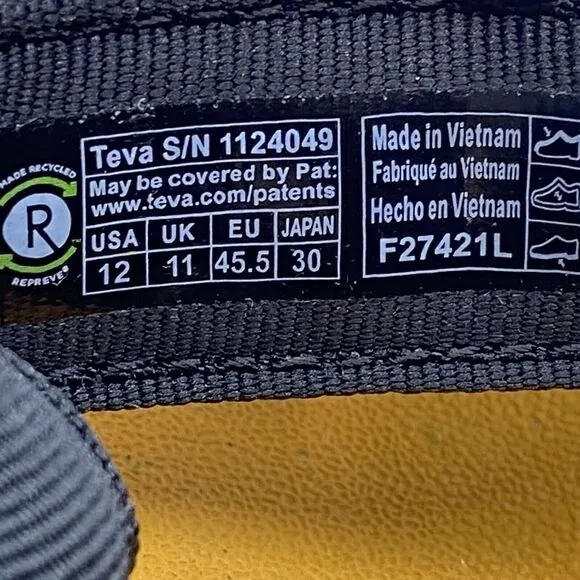 MADE RECYCLED
R
REPREVE®
Teva S/N 1124049
May be covered by Pat:
www.teva.com/patents
USA UK EU JAPAN
12 11 45.5 30
Made in Vietnam
Fabriqué au Vietnam
Hecho en Vietnam
F27421L